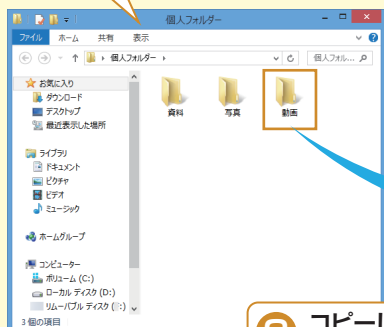 個人フォルダー
ファイル ホーム 共有 表示
個人フォルダー
個人フォル...
お気に入り
ダウンロード
デスクトップ
最近表示した場所
資料
写真
動画
ライブラリ
ドキュメント
ピクチャ
ビデオ
ミュージック
ホームグループ
コンピューター
ボリューム (C:)
ローカル ディスク (D:)
リムーバブル ディスク
3 個の項目
コピー